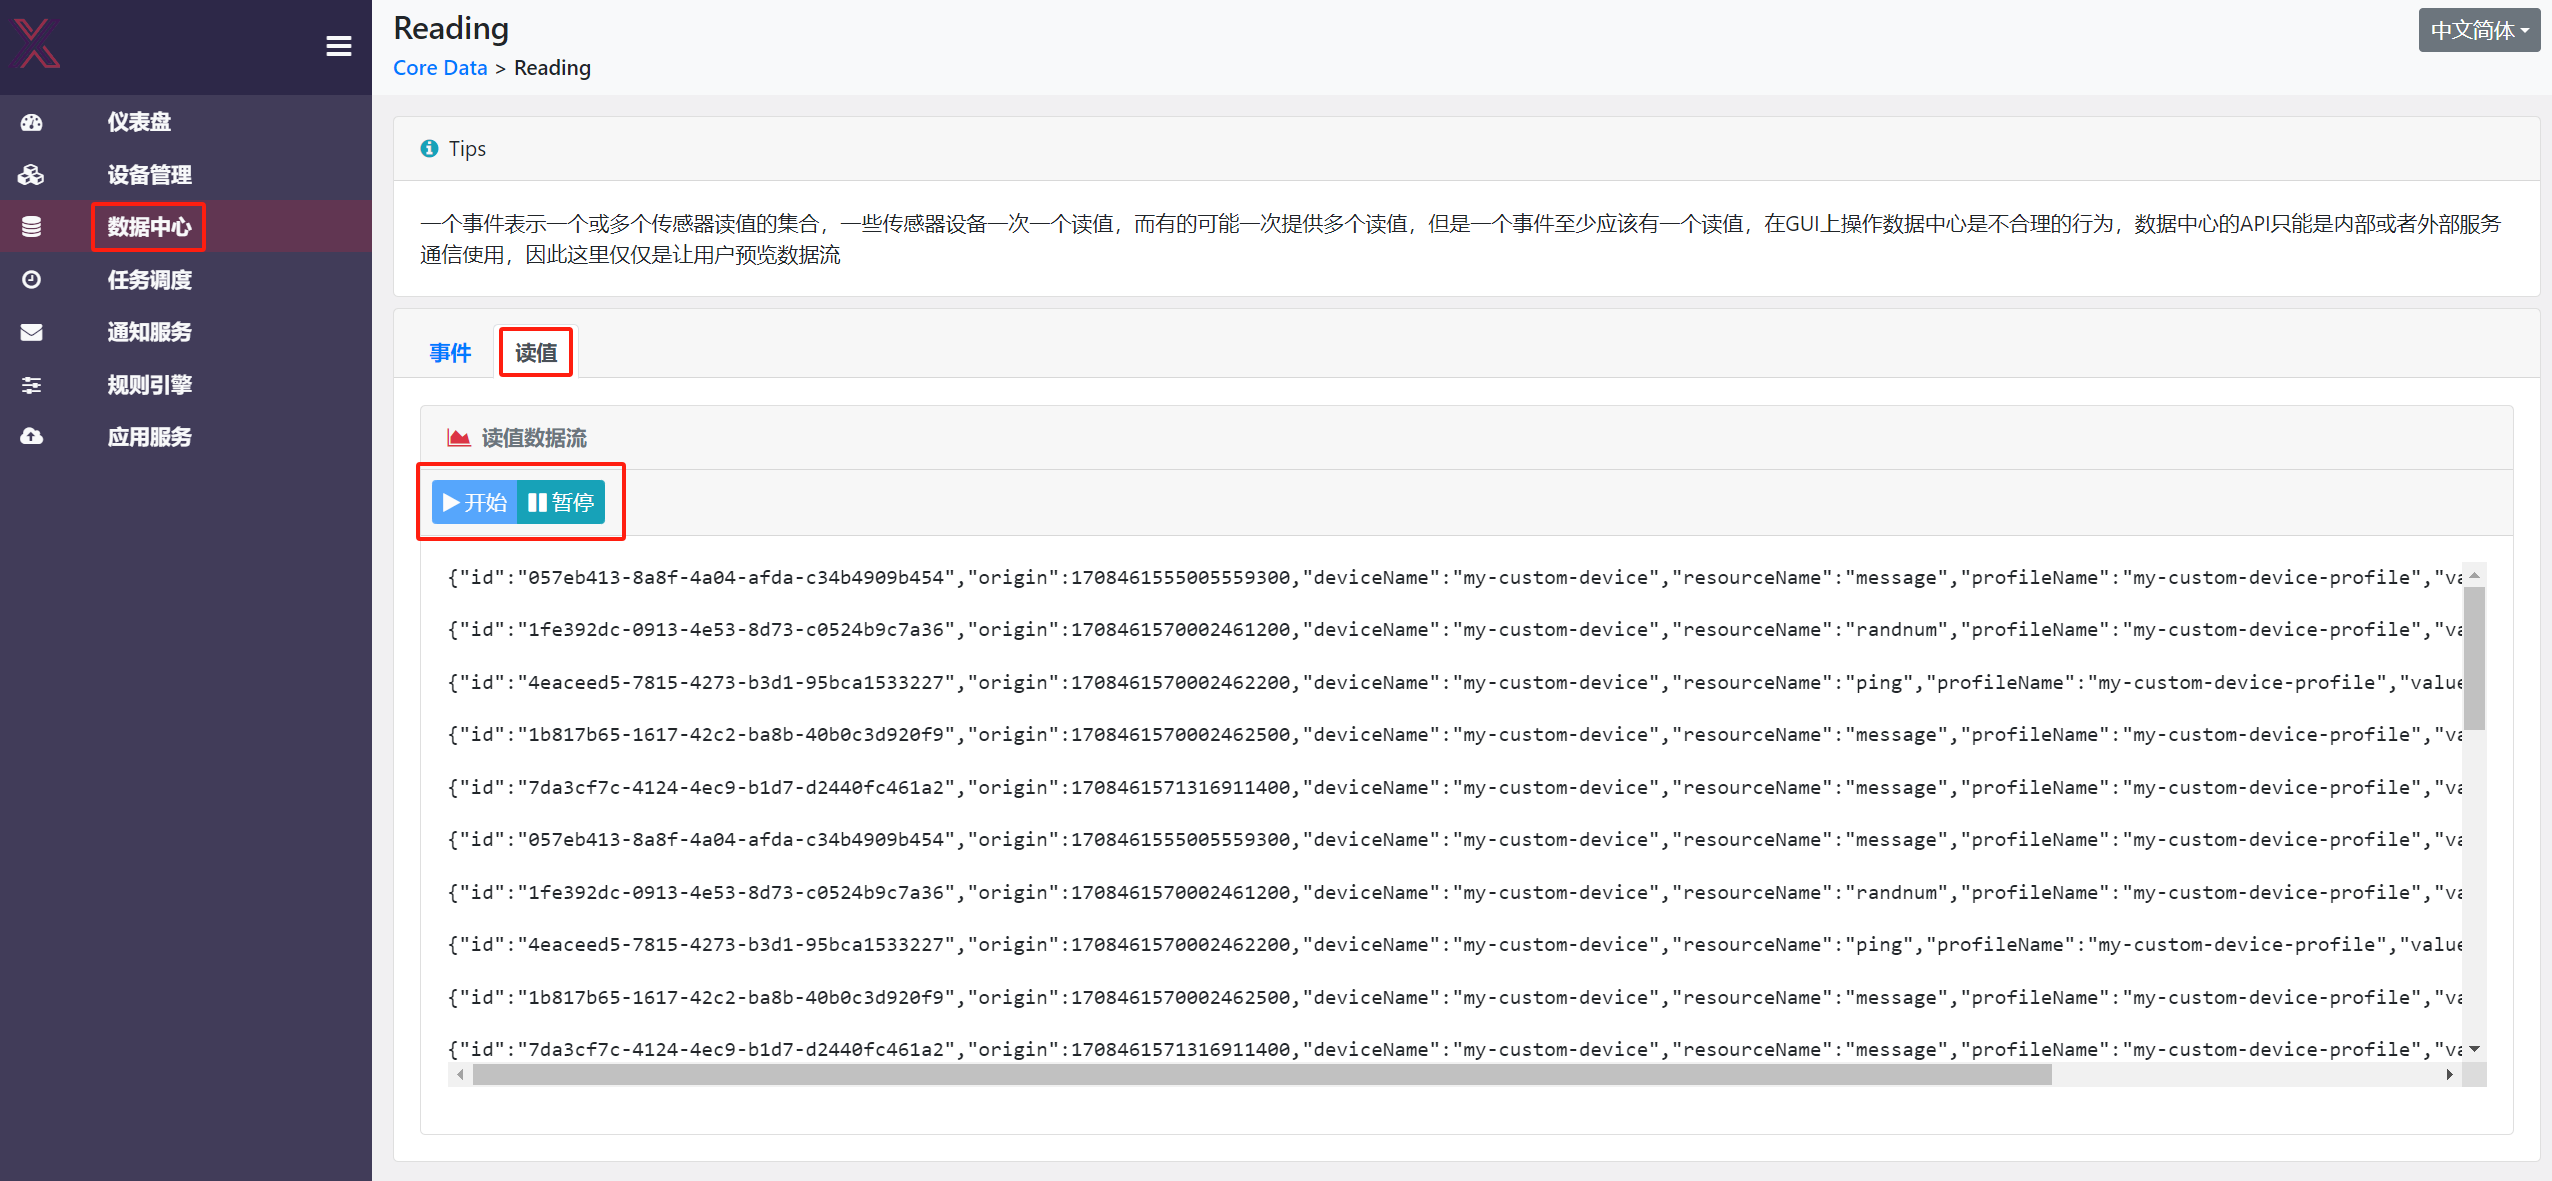 Reading
Core Data > Reading
中文简体
仪表盘
设备管理
数据中心
任务调度
通知服务
规则引擎
应用服务
Tips
一个事件表示一个或多个传感器读值的集合，一些传感器设备一次一个读值，而有的可能一次提供多个读值，但是一个事件至少应该有一个读值，在GUI上操作数据中心是不合理的行为，数据中心的API只能是内部或者外部服务
通信使用，因此这里仅仅是让用户预览数据流
事件 读值
读值数据流
开始 暂停
{"id":"057eb413-8a8f-4a04-afda-c34b4909b454","origin":1708461555005559300,"deviceName":"my-custom-device","resourceName":"message","profileName":"my-custom-device-profile","va
{"id":"1fe392dc-0913-4e53-8d73-c0524b9c7a36","origin":1708461570002461200,"deviceName":"my-custom-device","resourceName":"randnum","profileName":"my-custom-device-profile","va
{"id":"4eaceed5-7815-4273-b3d1-95bca1533227","origin":1708461570002462200,"deviceName":"my-custom-device","resourceName":"ping","profileName":"my-custom-device-profile","value
{"id":"1b817b65-1617-42c2-ba8b-40b0c3d920f9","origin":1708461570002462500,"deviceName":"my-custom-device","resourceName":"message","profileName":"my-custom-device-profile","va
{"id":"7da3cf7c-4124-4ec9-b1d7-d2440fc461a2","origin":1708461571316911400,"deviceName":"my-custom-device","resourceName":"message","profileName":"my-custom-device-profile","va
{"id":"057eb413-8a8f-4a04-afda-c34b4909b454","origin":1708461555005559300,"deviceName":"my-custom-device","resourceName":"message","profileName":"my-custom-device-profile","va
{"id":"1fe392dc-0913-4e53-8d73-c0524b9c7a36","origin":1708461570002461200,"deviceName":"my-custom-device","resourceName":"randnum","profileName":"my-custom-device-profile","va
{"id":"4eaceed5-7815-4273-b3d1-95bca1533227","origin":1708461570002462200,"deviceName":"my-custom-device","resourceName":"ping","profileName":"my-custom-device-profile","value
{"id":"1b817b65-1617-42c2-ba8b-40b0c3d920f9","origin":1708461570002462500,"deviceName":"my-custom-device","resourceName":"message","profileName":"my-custom-device-profile","va
{"id":"7da3cf7c-4124-4ec9-b1d7-d2440fc461a2","origin":1708461571316911400,"deviceName":"my-custom-device","resourceName":"message","profileName":"my-custom-device-profile","va